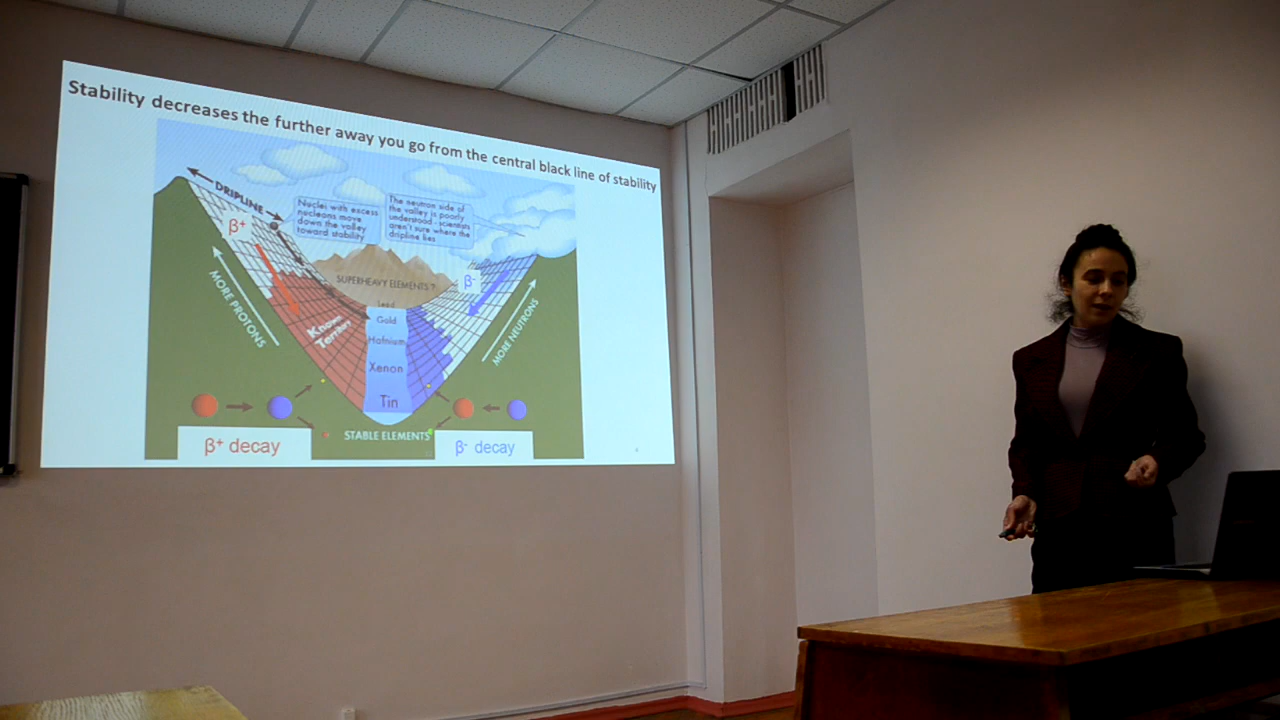 Stability decreases the further away you go from the central black line of stability
DRIPLINE
Nuclei with excess
nucleons move
down the valley
toward stability
The neutron side of
the valley is poorly
understood - scientists
aren't sure where the
dripline lies
β⁺
β⁻
SUPERHEAVY ELEMENTS?
MORE PROTONS
Known
Territory
Lead
Gold
Hafnium
Xenon
Tin
MORE NEUTRONS
STABLE ELEMENTS
β⁺ decay
β⁻ decay